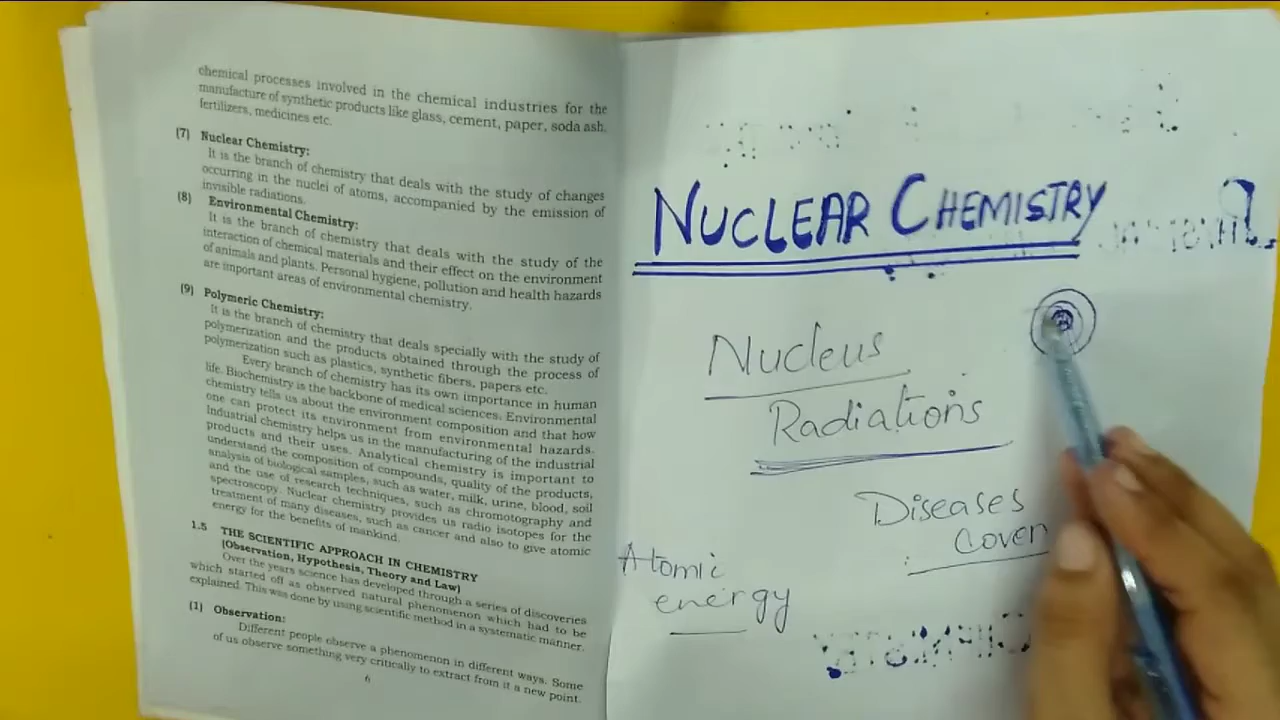 chemical processes involved in the chemical industries for the
manufacture of synthetic products like glass, cement, paper, soda ash,
fertilizers, medicines etc.
(7) Nuclear Chemistry:
It is the branch of chemistry that deals with the study of changes
occurring in the nuclei of atoms, accompanied by the emission of
invisible radiations.
(8) Environmental Chemistry:
It is the branch of chemistry that deals with the study of the
interaction of chemical materials and their effect on the environment
of animals and plants. Personal hygiene, pollution and health hazards
are important areas of environmental chemistry.
(9) Polymeric Chemistry:
It is the branch of chemistry that deals specially with the study of
polymerization and the products obtained through the process of
polymerization such as plastics, synthetic fibers, papers etc.
Every branch of chemistry has its own importance in human
life. Biochemistry is the backbone of medical sciences. Environmental
chemistry tells us about the environment composition and that how
one can protect its environment from environmental hazards.
Industrial chemistry helps us in the manufacturing of the industrial
products and their uses. Analytical chemistry is important to
understand the composition of compounds, quality of the products,
analysis of biological samples, such as water, milk, urine, blood, soil
and the use of research techniques, such as chromotography and
spectroscopy. Nuclear chemistry provides us radio isotopes for the
treatment of many diseases, such as cancer and also to give atomic
energy for the benefits of mankind.
1.5 THE SCIENTIFIC APPROACH IN CHEMISTRY
(Observation, Hypothesis, Theory and Law)
Over the years science has developed through a series of discoveries
which started off as observed natural phenomenon which had to be
explained. This was done by using scientific method in a systematic manner.
(1) Observation:
Different people observe a phenomenon in different ways. Some
of us observe something very critically to extract from it a new point.
6
NUCLEAR CHEMISTRY
Nucleus
Radiations
Diseases
Cover
Atomic
energy